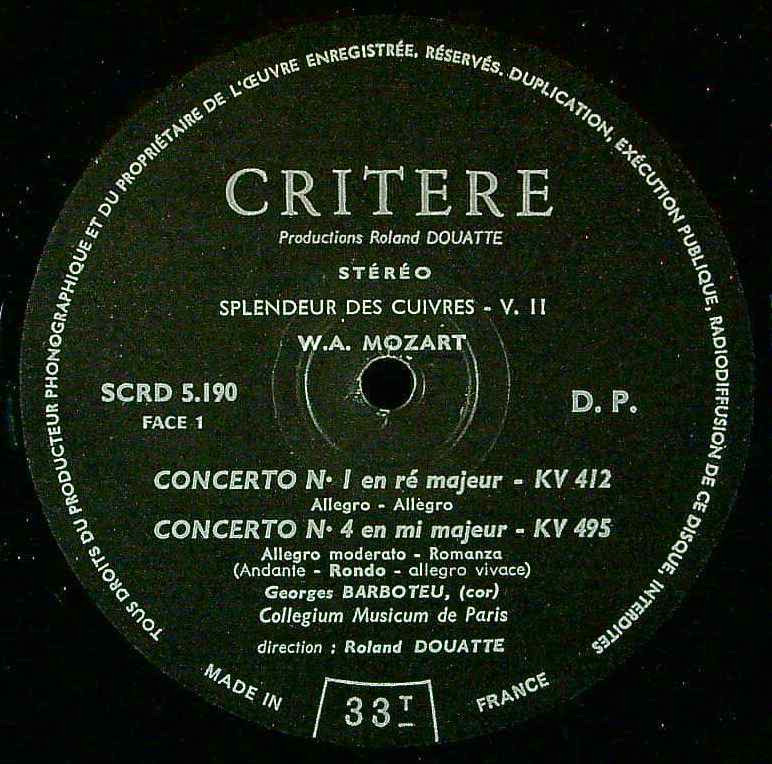 TOUS DROITS DU PRODUCTEUR PHONOGRAPHIQUE ET DU PROPRIÉTAIRE DE L'ŒUVRE ENREGISTRÉE, RÉSERVÉS. DUPLICATION, EXÉCUTION PUBLIQUE, RADIODIFFUSION DE CE DISQUE, INTERDITES
CRITERE
Productions Roland DOUATTE
STÉRÉO
SPLENDEUR DES CUIVRES - V. II
W.A. MOZART
SCRD 5.190
FACE 1
D. P.
CONCERTO N• 1 en ré majeur - KV 412
Allegro - Allègro
CONCERTO N• 4 en mi majeur - KV 495
Allegro moderato - Romanza
(Andante - Rondo - allegro vivace)
Georges BARBOTEU, (cor)
Collegium Musicum de Paris
direction : Roland DOUATTE
MADE IN FRANCE
33 T